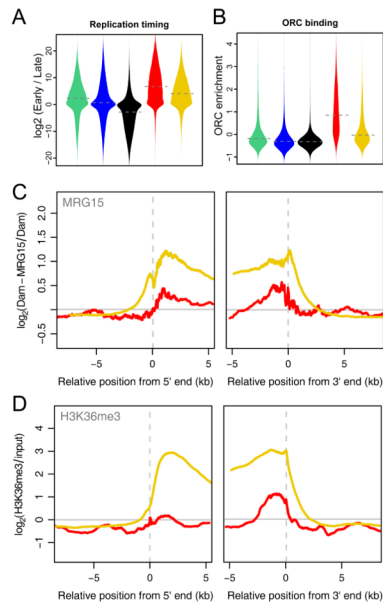 A
B
Replication timing
ORC binding
log2 (Early / Late)
20
10
0
−10
−20
ORC enrichment
4
3
2
1
0
−1
C
MRG15
log2(Dam−MRG15/Dam)
2.0
1.5
1.0
0.5
0
-0.5
−5
0
5
Relative position from 5' end (kb)
−5
0
5
Relative position from 3' end (kb)
D
H3K36me3
log2(H3K36me3/input)
4
3
2
1
0
−1
−5
0
5
Relative position from 5' end (kb)
−5
0
5
Relative position from 3' end (kb)